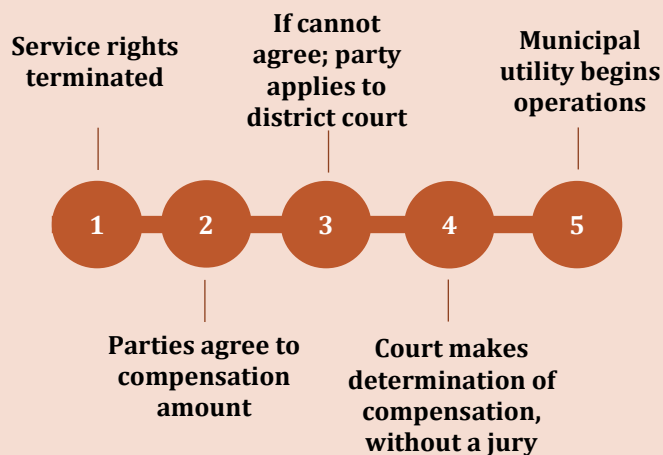 Service rights
terminated
If cannot
agree; party
applies to
district court
Municipal
utility begins
operations
1
2
3
4
5
Parties agree to
compensation
amount
Court makes
determination of
compensation,
without a jury